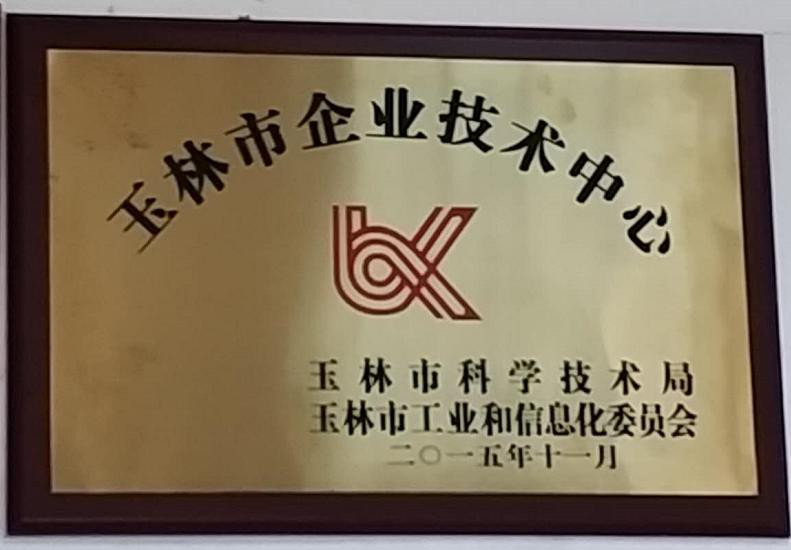 玉林市企业技术中心
玉林市科学技术局
玉林市工业和信息化委员会
二〇一五年十一月